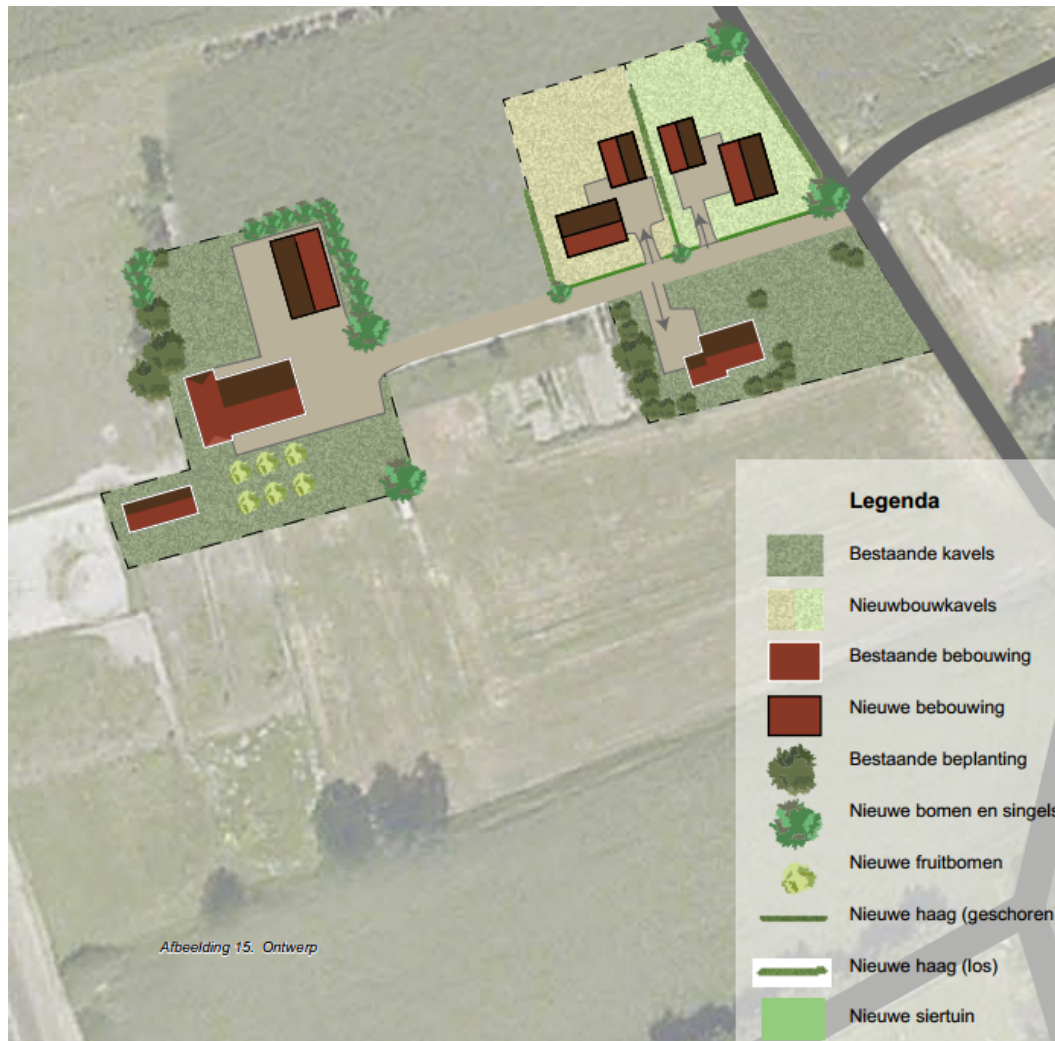 Legenda
Bestaande kavels
Nieuwbouwkavels
Bestaande bebouwing
Nieuwe bebouwing
Bestaande beplanting
Nieuwe bomen en singels
Nieuwe fruitbomen
Nieuwe haag (geschoren
Nieuwe haag (los)
Nieuwe siertuin
Afbeelding 15. Ontwerp